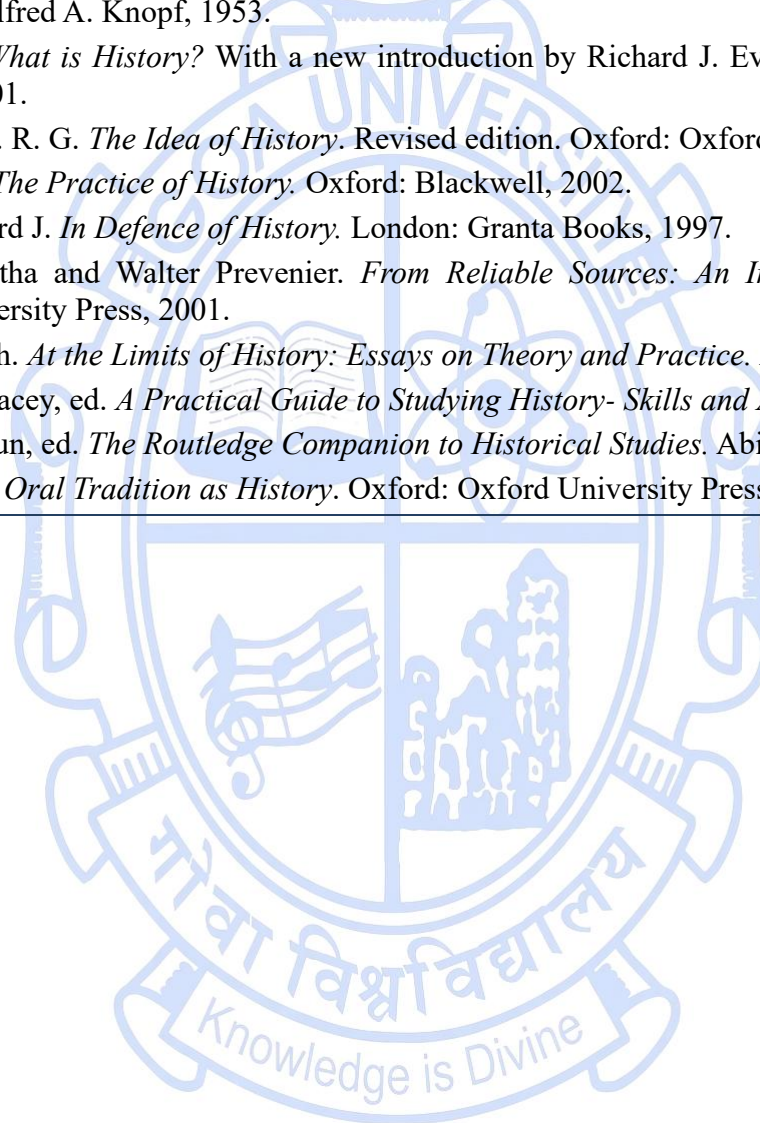 lfred A. Knopf, 1953.
What is History? With a new introduction by Richard J. Ev
01.
. R. G. The Idea of History. Revised edition. Oxford: Oxford
The Practice of History. Oxford: Blackwell, 2002.
rd J. In Defence of History. London: Granta Books, 1997.
tha and Walter Prevenier. From Reliable Sources: An In
ersity Press, 2001.
h. At the Limits of History: Essays on Theory and Practice.
acey, ed. A Practical Guide to Studying History- Skills and A
un, ed. The Routledge Companion to Historical Studies. Abi
Oral Tradition as History. Oxford: Oxford University Press
GOA UNIVERSITY
गोंवा विश्वविद्यालय
Knowledge is Divine